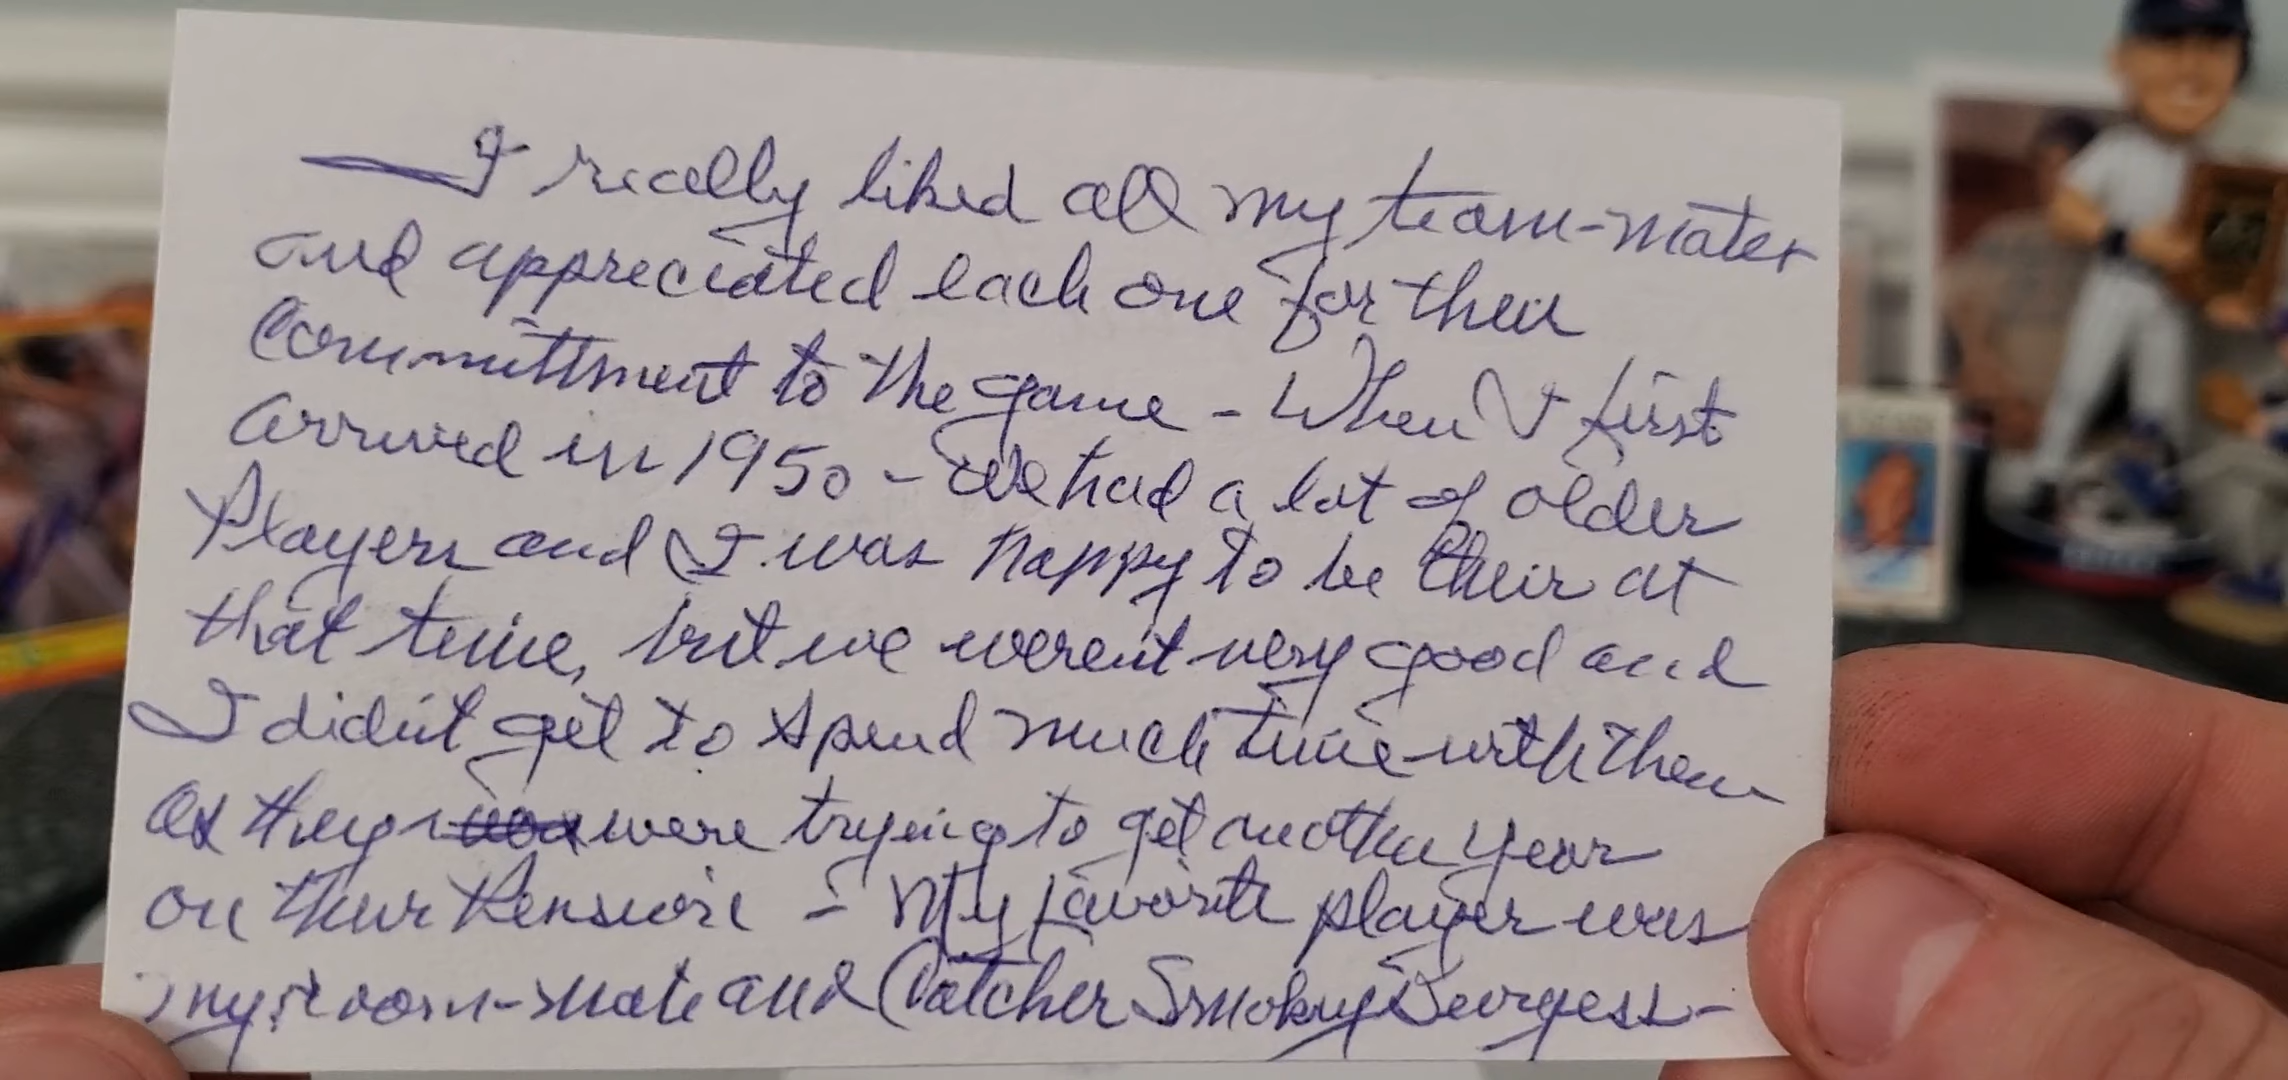 I really liked all my team-mates
and appreciated each one for their
Committment to the game - When I first
arrived in 1950 - We had a lot of older
Players and I was happy to be their at
that time, but we weren't very good and
I didn't get to spend much time with them
as they were trying to get another year
on their Pension - My favorite player was
my room-mate and Catcher Smokey Burgess-